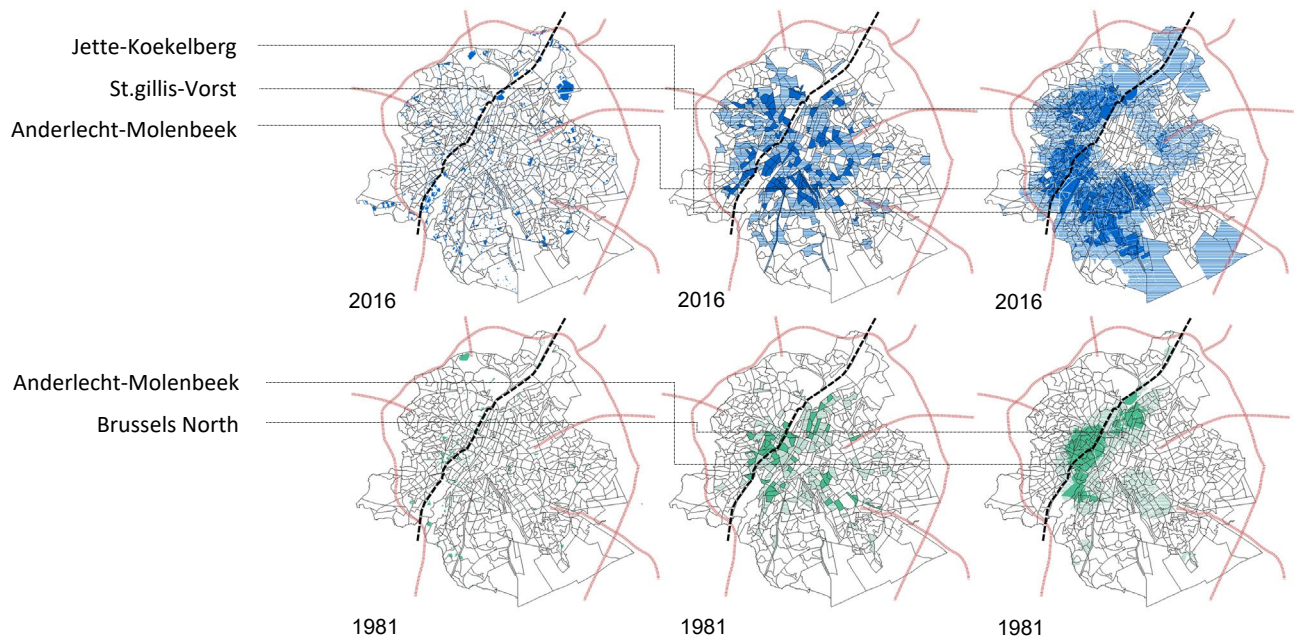 Jette-Koekelberg
St.gillis-Vorst
Anderlecht-Molenbeek
2016
2016
2016
Anderlecht-Molenbeek
Brussels North
1981
1981
1981